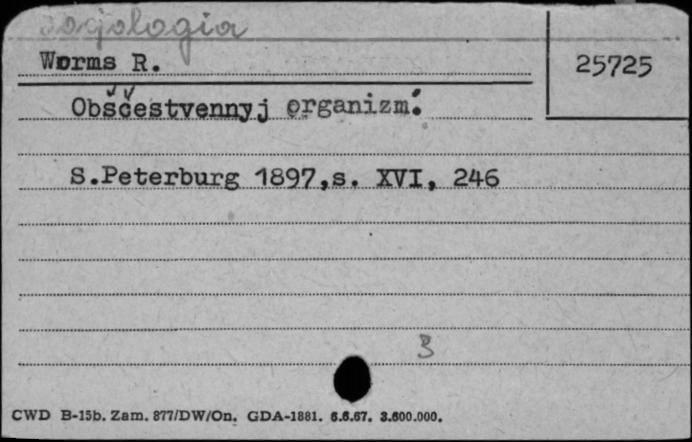 socjologia
Worms R.
25725
Obščestvennyj organizm.
S.Peterburg 1897,s. XVI, 246
3
CWD B-15b. Zam. 877/DW/On. GDA-1881. 6.6.67. 3.600.000.